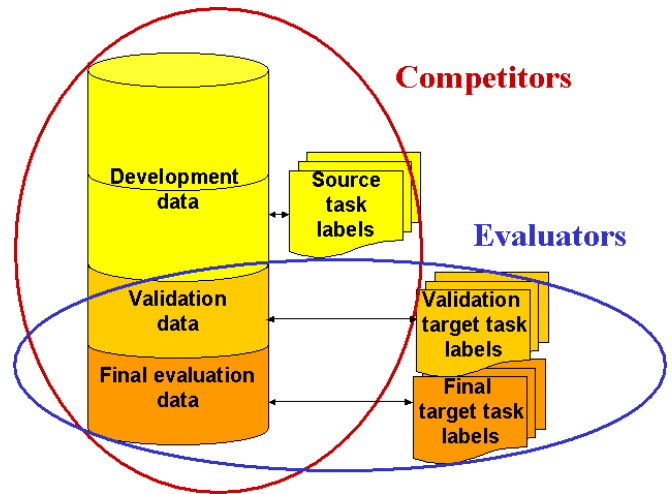 Competitors
Development
data
Source
task
labels
Evaluators
Validation
data
Validation
target task
labels
Final evaluation
data
Final
target task
labels